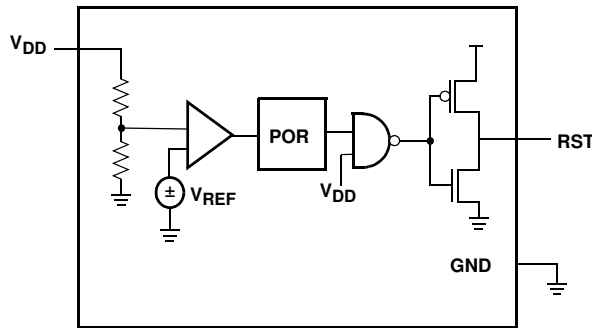 VDD
POR
±
VREF
VDD
RST
GND